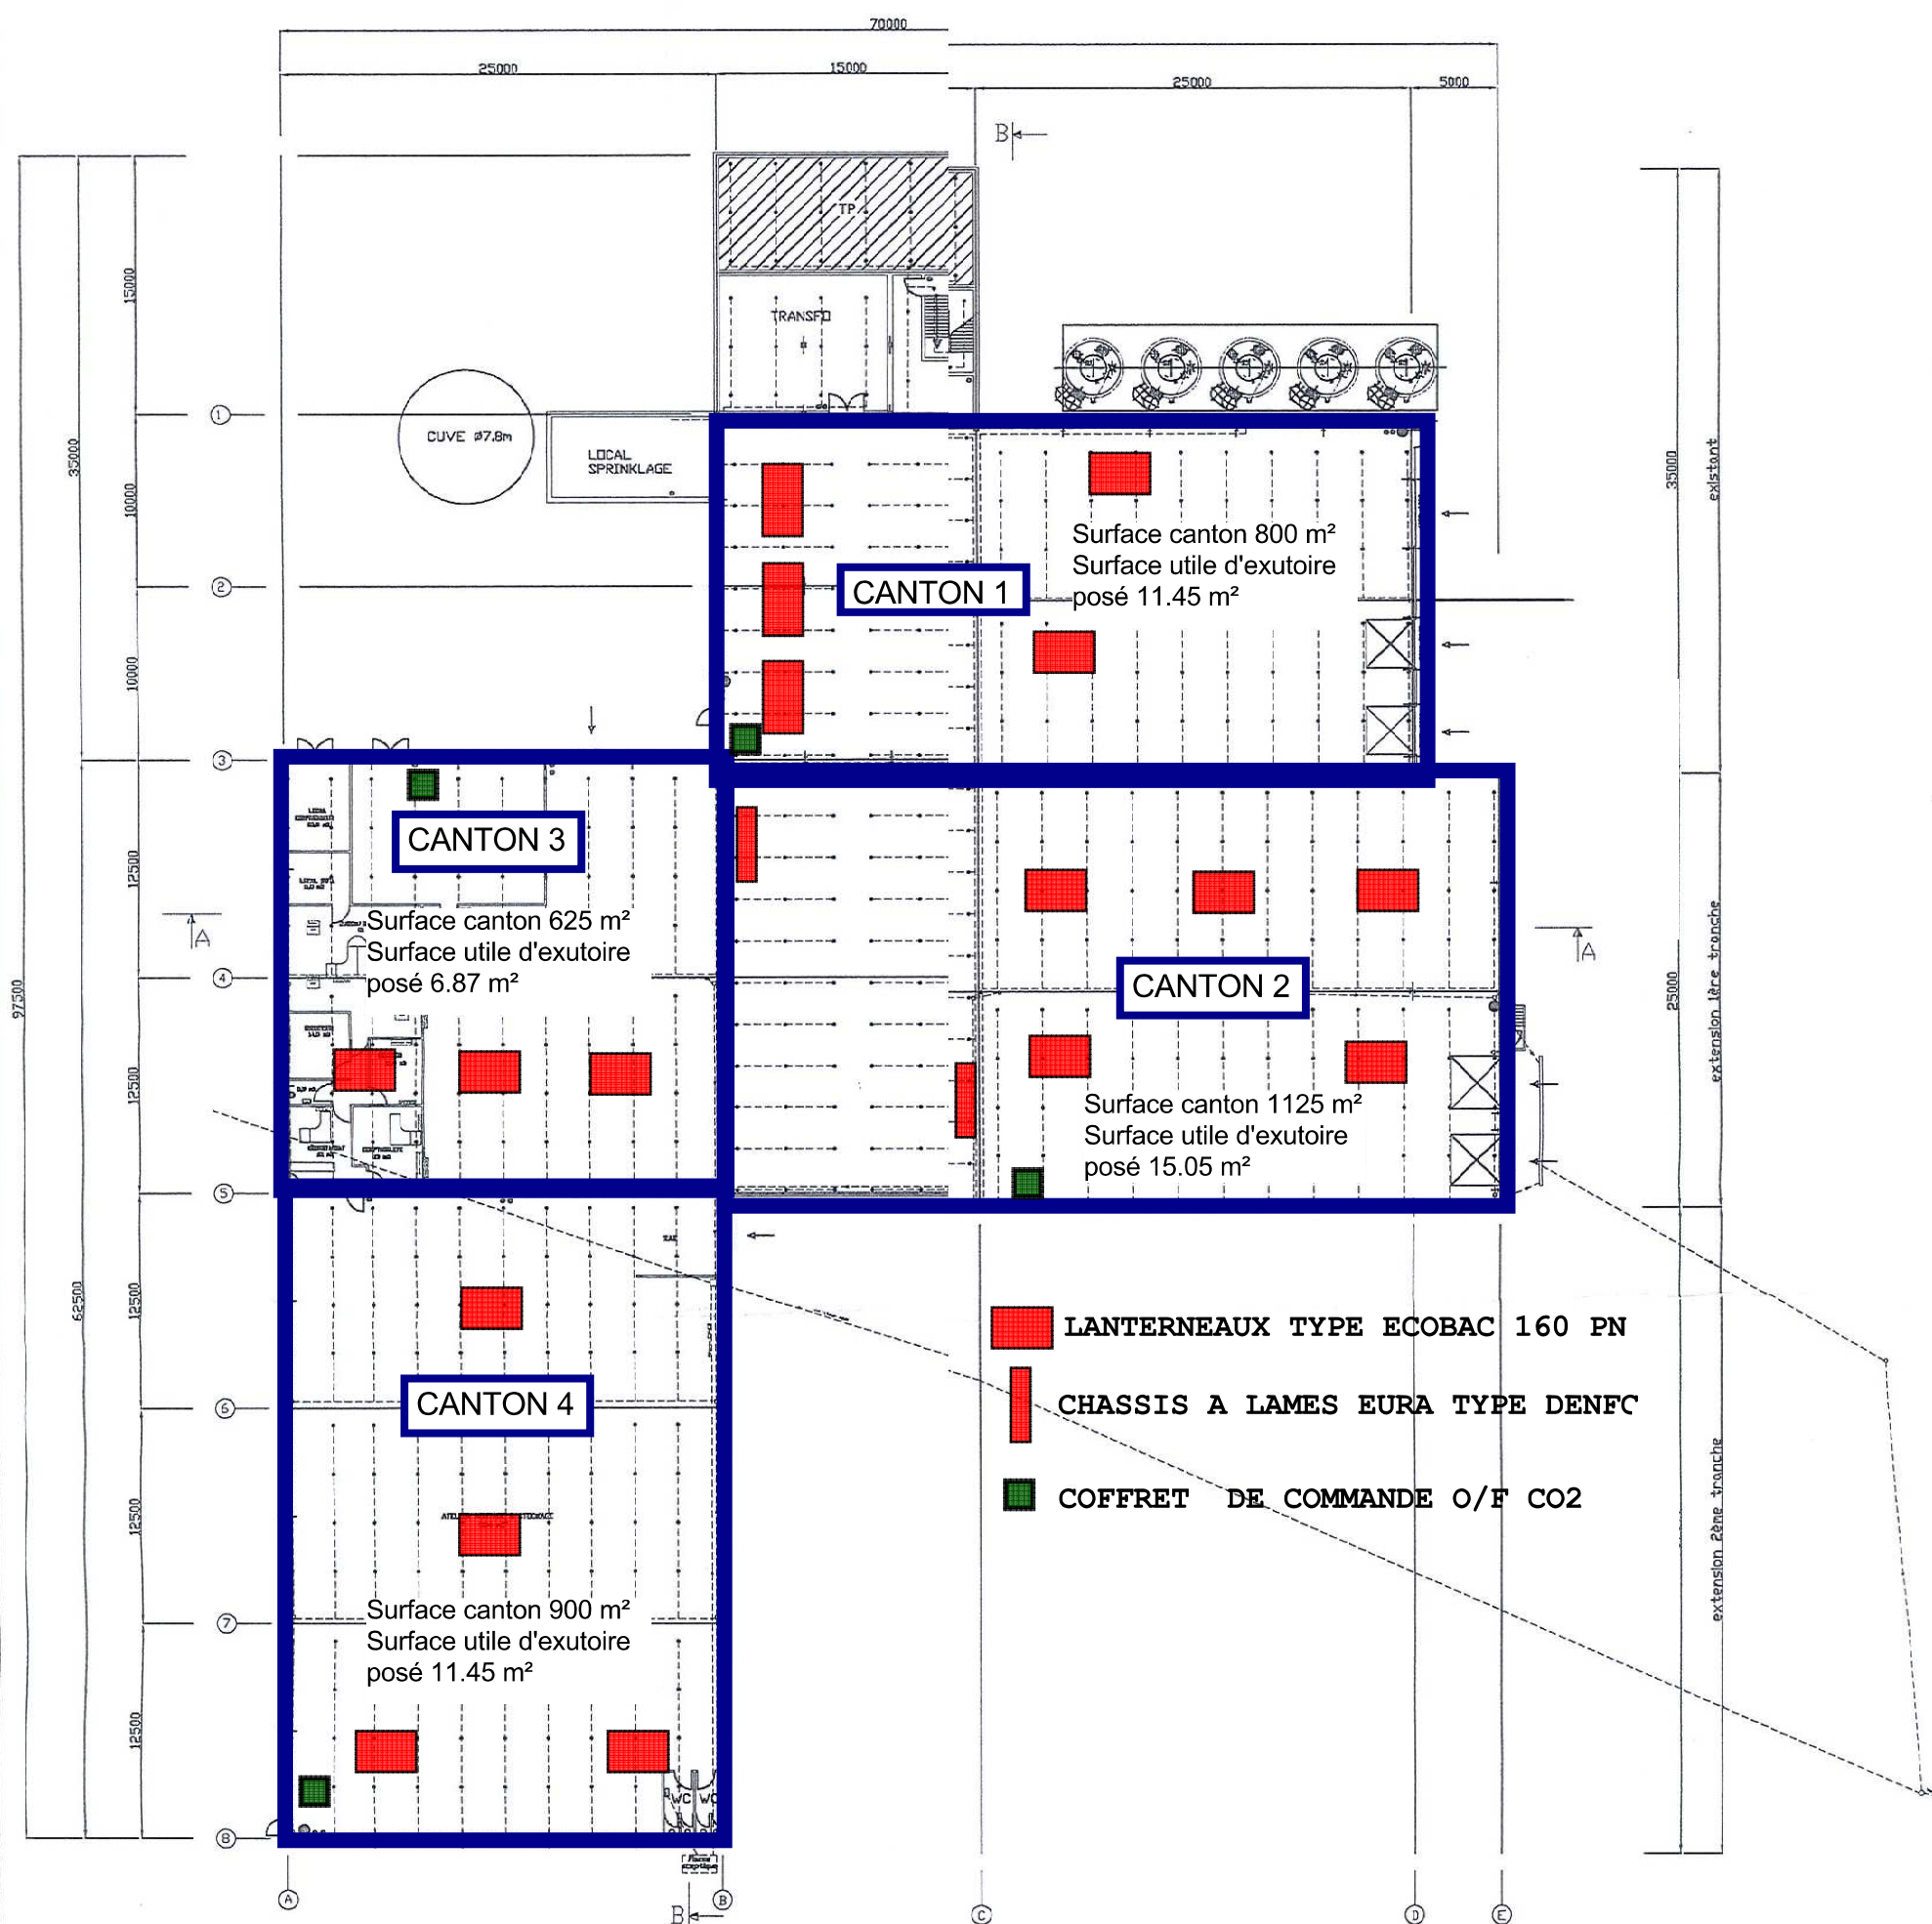 70000
25000
15000
25000
5000
B
TP.
TRANSFO
15000
35000
10000
1
CUVE ø7.8m
LOCAL
SPRINKLAGE
35000
existant
Surface canton 800 m²
Surface utile d'exutoire
posé 11.45 m²
CANTON 1
2
10000
3
CANTON 3
12500
Surface canton 625 m²
Surface utile d'exutoire
posé 6.87 m²
A
A
4
97500
CANTON 2
25000
extension 1ère tranche
12500
Surface canton 1125 m²
Surface utile d'exutoire
posé 15.05 m²
5
62500
12500
LANTERNEAUX TYPE ECOBAC 160 PN
CANTON 4
6
CHASSIS A LAMES EURA TYPE DENFC
COFFRET DE COMMANDE O/F CO2
12500
extension 2ème tranche
Surface canton 900 m²
Surface utile d'exutoire
posé 11.45 m²
7
12500
WC
WC
8
A
B
C
D
E
B